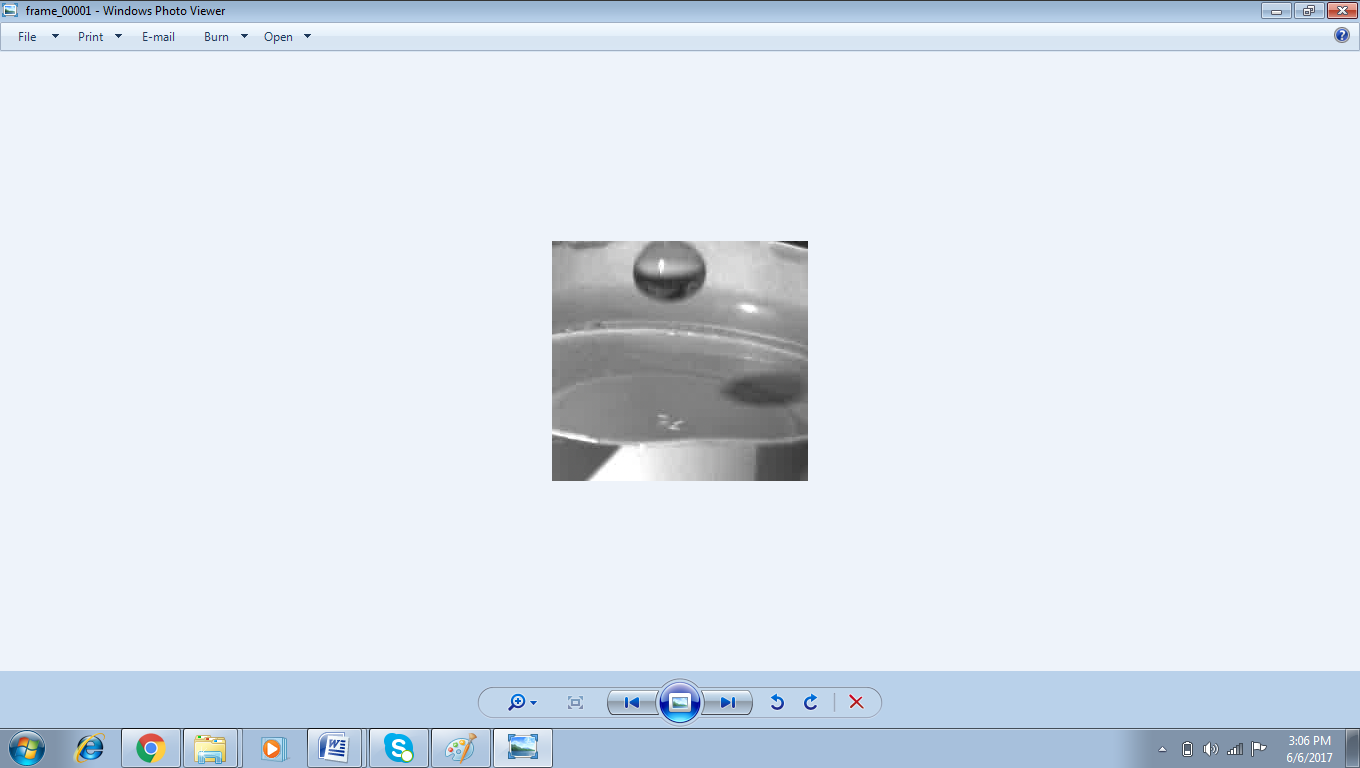 frame_00001 - Windows Photo Viewer
File Print E-mail Burn Open
3:06 PM
6/6/2017